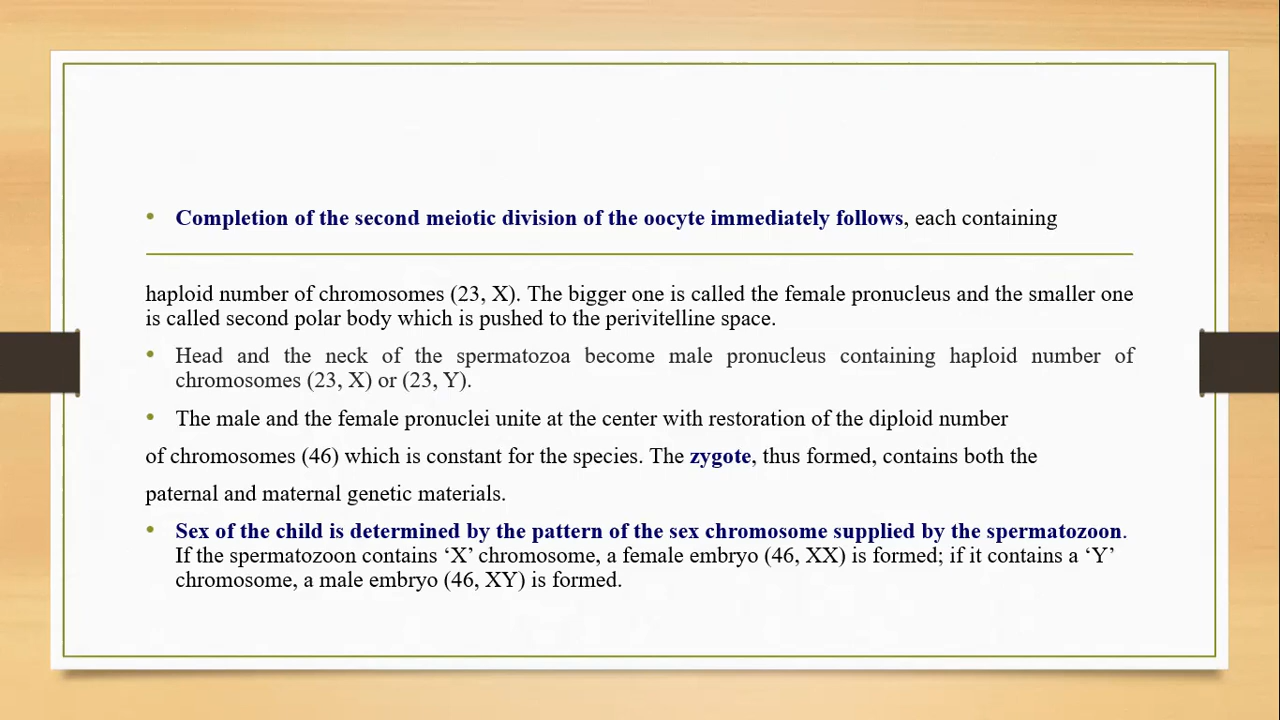 • Completion of the second meiotic division of the oocyte immediately follows, each containing
haploid number of chromosomes (23, X). The bigger one is called the female pronucleus and the smaller one
is called second polar body which is pushed to the perivitelline space.
• Head and the neck of the spermatozoa become male pronucleus containing haploid number of
chromosomes (23, X) or (23, Y).
• The male and the female pronuclei unite at the center with restoration of the diploid number
of chromosomes (46) which is constant for the species. The zygote, thus formed, contains both the
paternal and maternal genetic materials.
• Sex of the child is determined by the pattern of the sex chromosome supplied by the spermatozoon.
If the spermatozoon contains ‘X’ chromosome, a female embryo (46, XX) is formed; if it contains a ‘Y’
chromosome, a male embryo (46, XY) is formed.